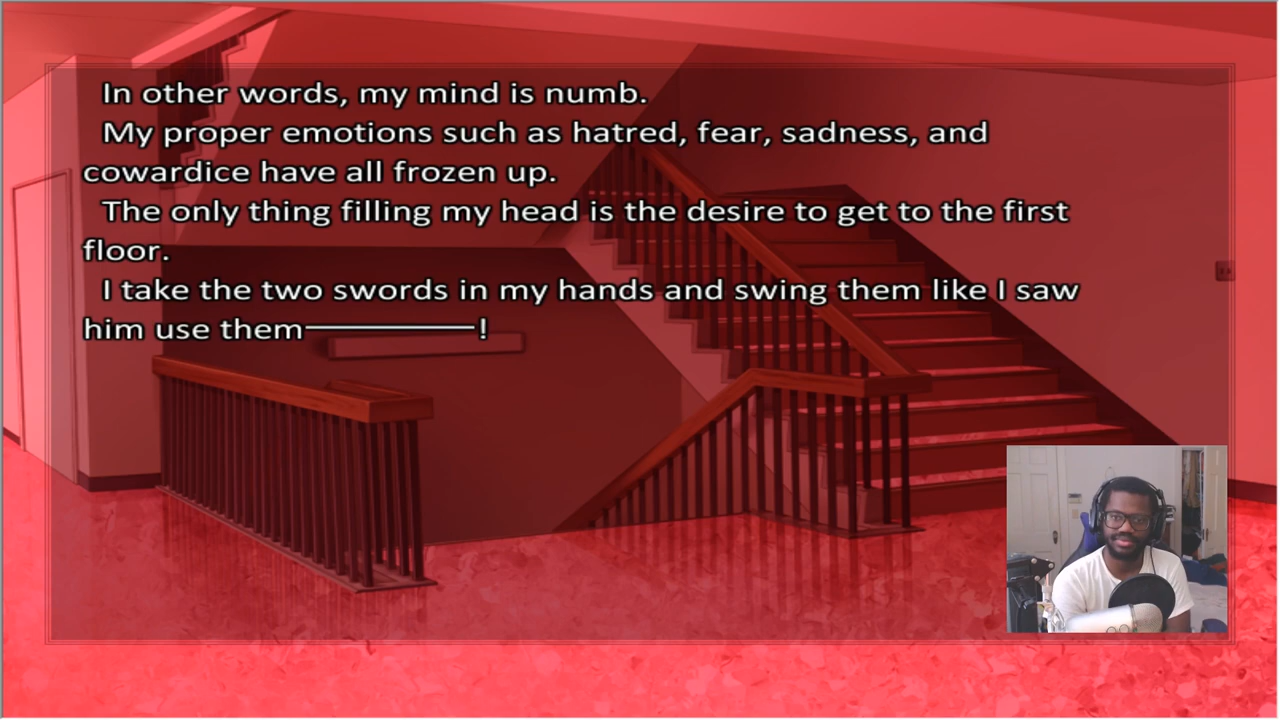 In other words, my mind is numb.
My proper emotions such as hatred, fear, sadness, and
cowardice have all frozen up.
The only thing filling my head is the desire to get to the first
floor.
I take the two swords in my hands and swing them like I saw
him use them————!